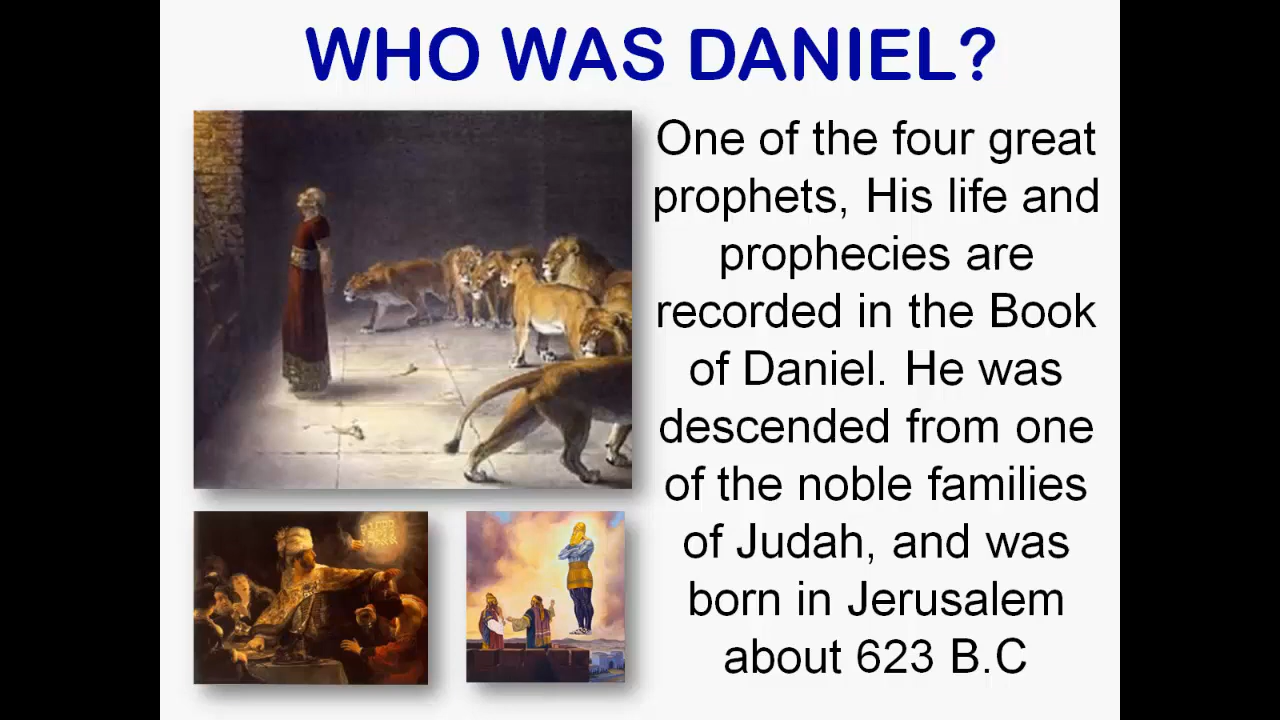 WHO WAS DANIEL?
One of the four great
prophets, His life and
prophecies are
recorded in the Book
of Daniel. He was
descended from one
of the noble families
of Judah, and was
born in Jerusalem
about 623 B.C